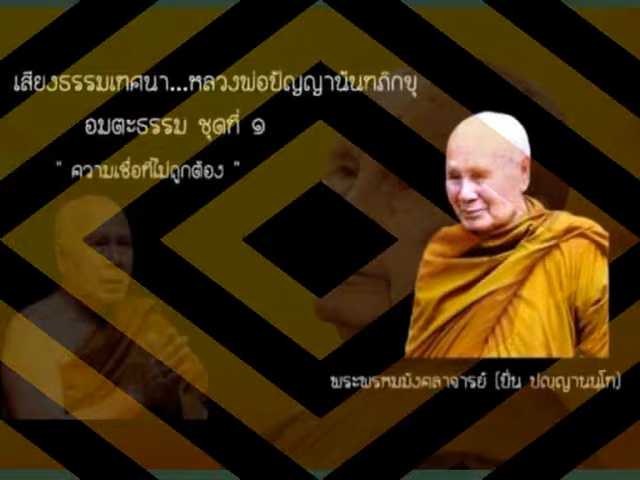 เสียงธรรมเทศนา...หลวงพ่อปัญญานันทภิกขุ
อมตะธรรม ชุดที่ ๑
" ความเชื่อที่ไม่ถูกต้อง "
พระพรหมมังคลาจารย์ (ปั่น ปญฺญานนฺโท)